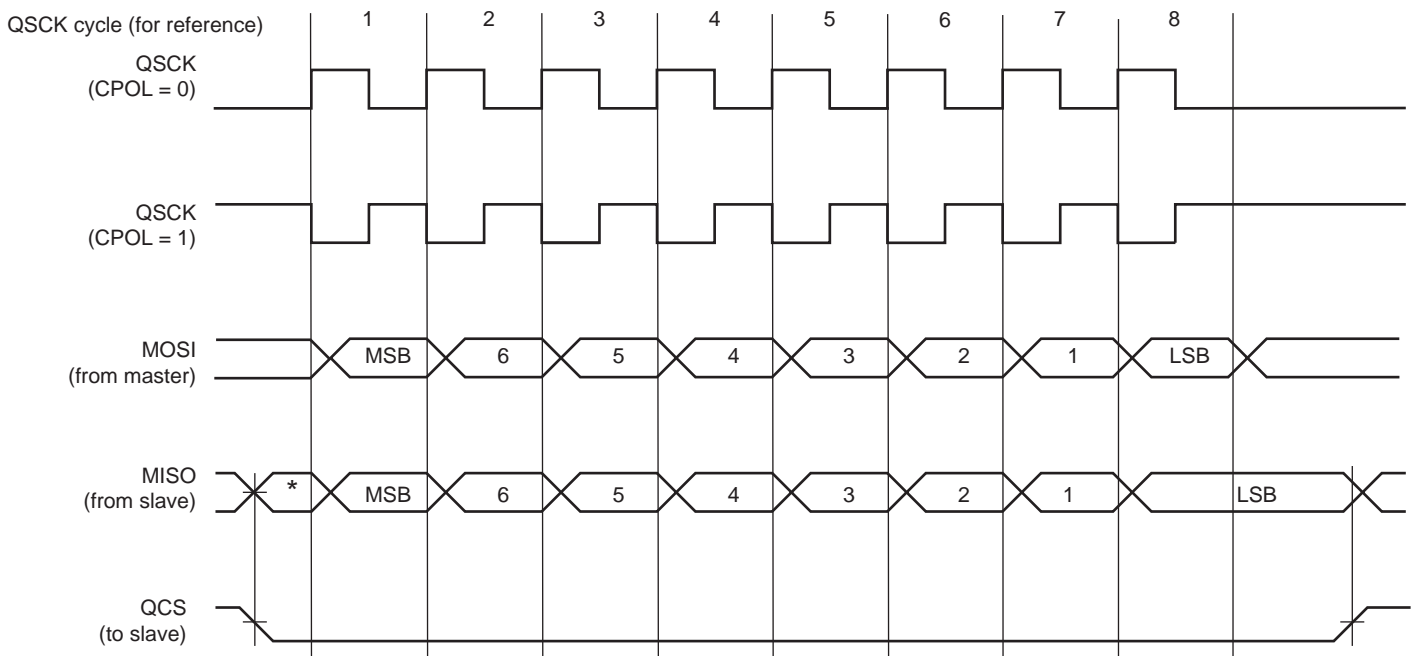 QSCK cycle (for reference) 1 2 3 4 5 6 7 8
QSCK
(CPOL = 0)
QSCK
(CPOL = 1)
MOSI
(from master)
MSB 6 5 4 3 2 1 LSB
MISO
(from slave)
* MSB 6 5 4 3 2 1 LSB
QCS
(to slave)